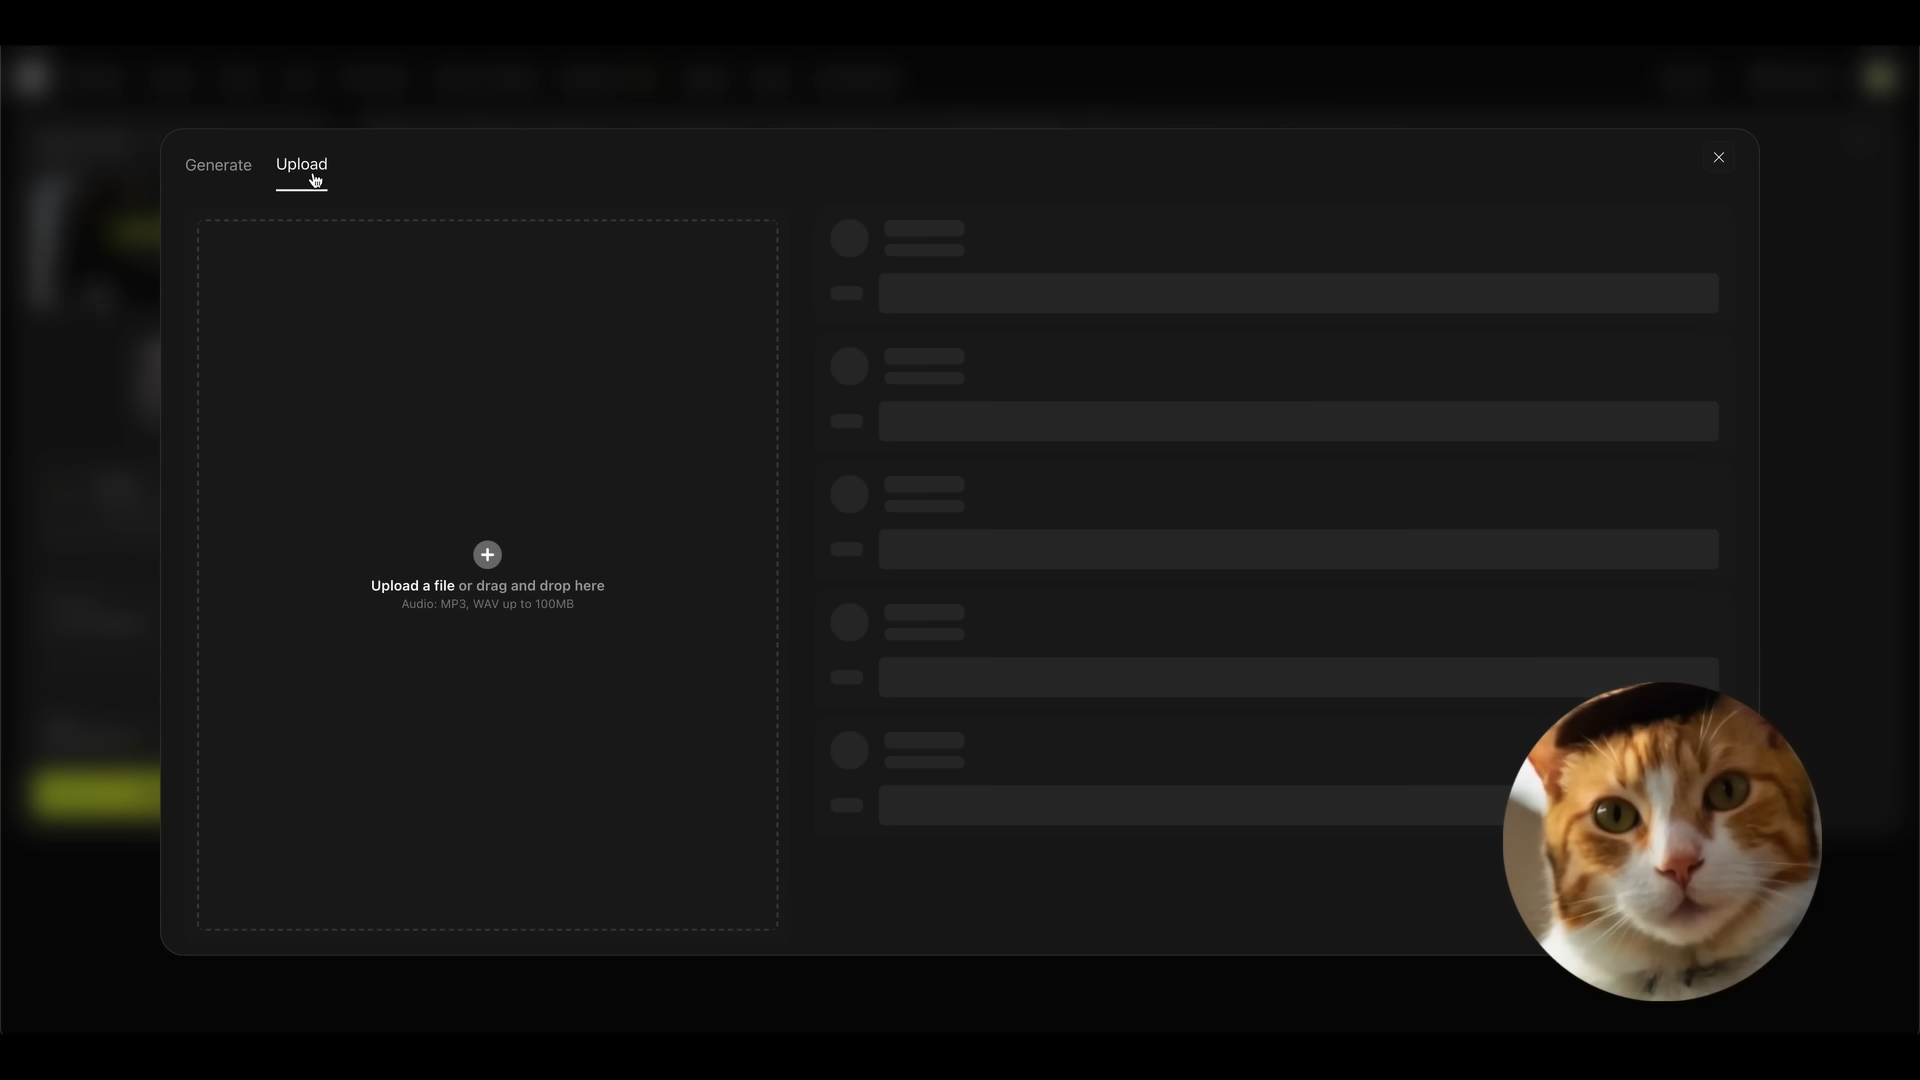 Generate
Upload
Upload a file or drag and drop here
Audio: MP3, WAV up to 100MB